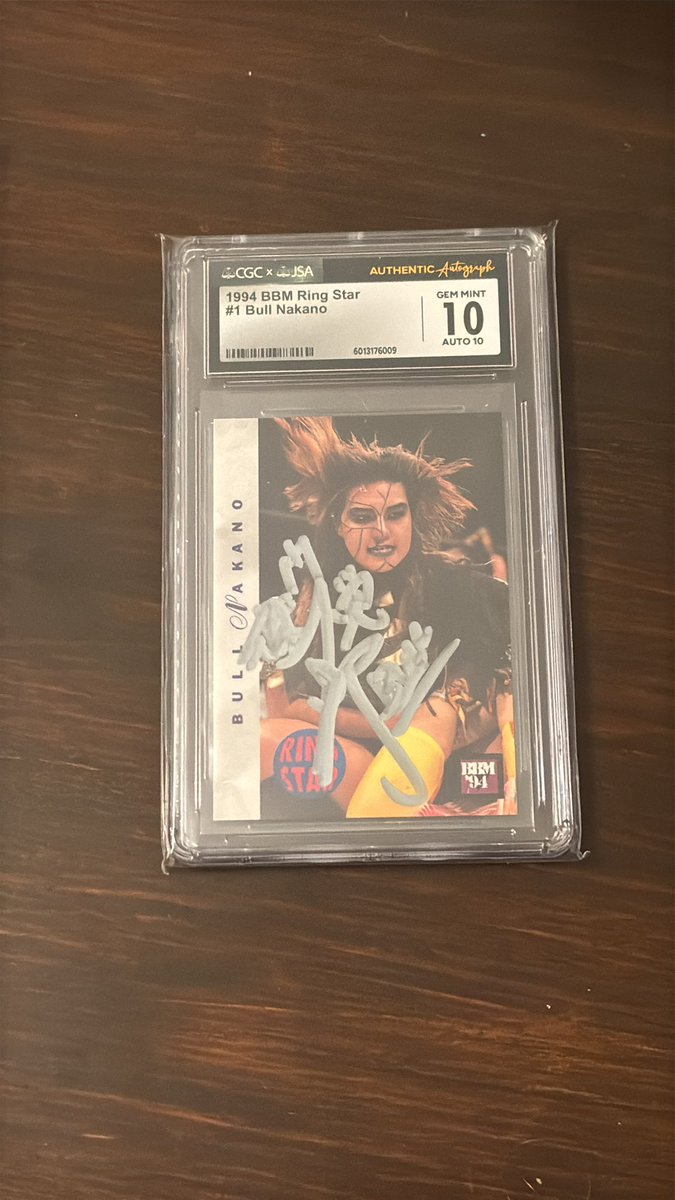 CGC × JSA
AUTHENTIC Autograph
1994 BBM Ring Star
#1 Bull Nakano
GEM MINT
10
AUTO 10
6013176009
BULL NAKANO
RING
STAR
BBM
'94